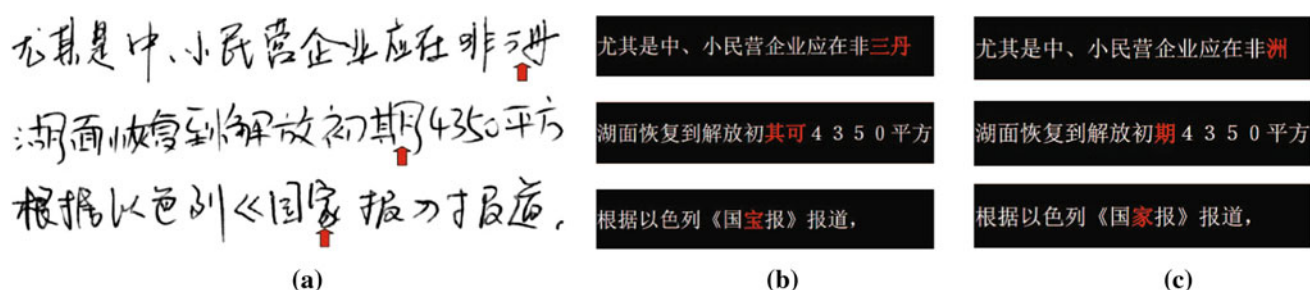 尤其是中、小民营企业应在非洲
湖面恢复到解放初期4350平方
根据以色列《国家报》报道,
(a)
尤其是中、小民营企业应在非三丹
湖面恢复到解放初其可４３５０平方
根据以色列《国宝报》报道,
(b)
尤其是中、小民营企业应在非洲
湖面恢复到解放初期４３５０平方
根据以色列《国家报》报道,
(c)